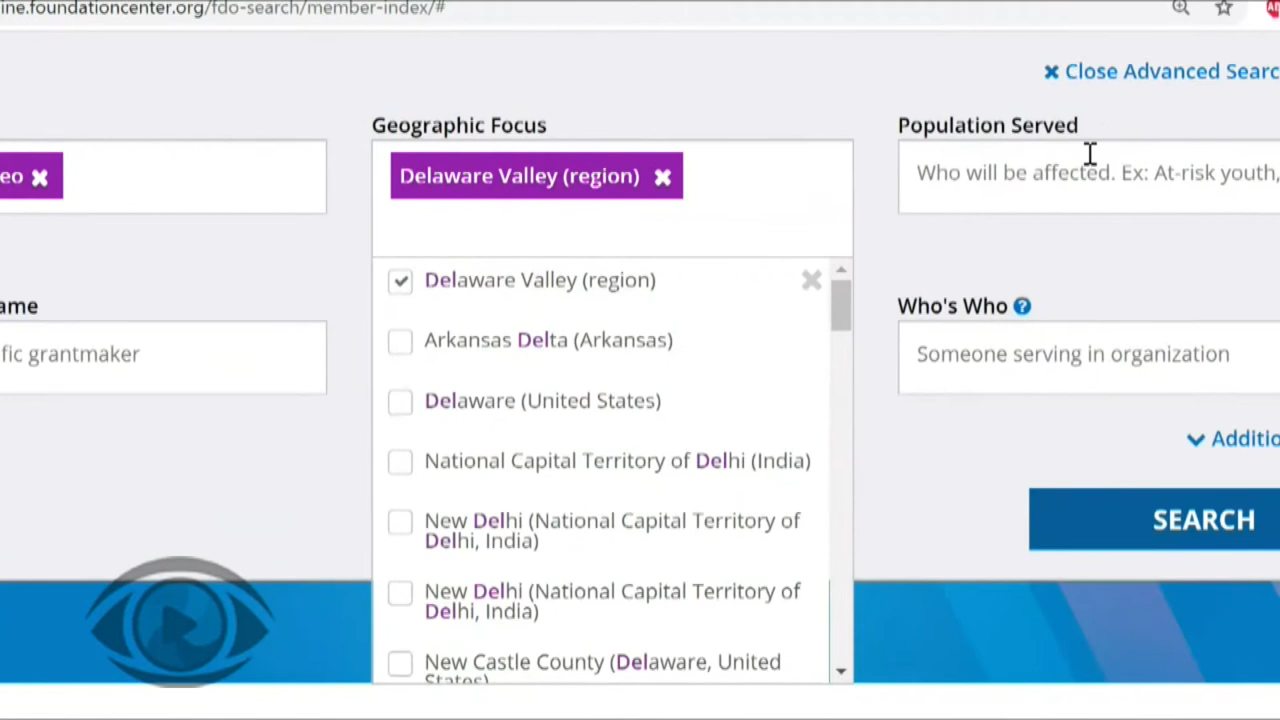 ine.foundationcenter.org/fdo-search/member-index/#
Close Advanced Searc
Geographic Focus
Population Served
eo
Delaware Valley (region)
Who will be affected. Ex: At-risk youth,
Delaware Valley (region)
ame
Who's Who
fic grantmaker
Arkansas Delta (Arkansas)
Someone serving in organization
Delaware (United States)
Additio
National Capital Territory of Delhi (India)
New Delhi (National Capital Territory of
Delhi, India)
SEARCH
New Delhi (National Capital Territory of
Delhi, India)
New Castle County (Delaware, United
States)